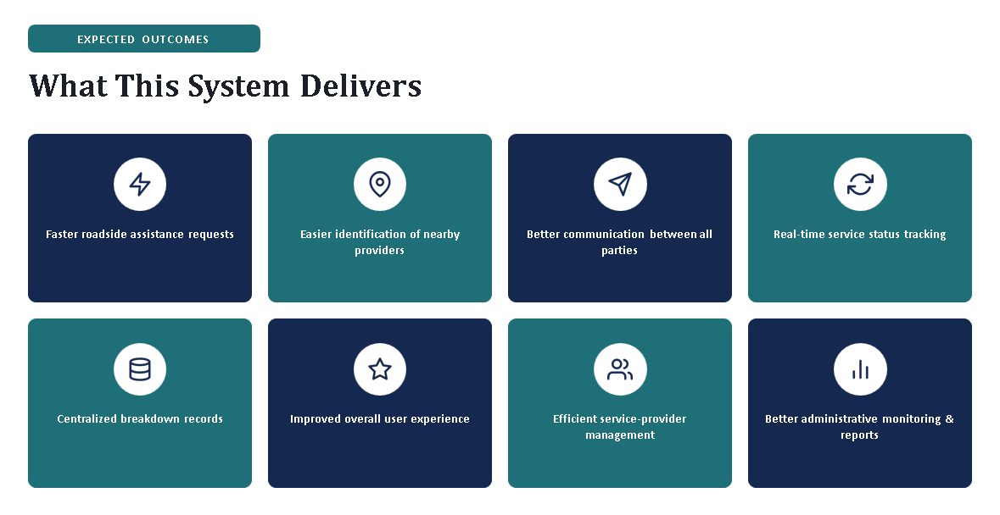 EXPECTED OUTCOMES
What This System Delivers
Faster roadside assistance requests
Easier identification of nearby
providers
Better communication between all
parties
Real-time service status tracking
Centralized breakdown records
Improved overall user experience
Efficient service-provider
management
Better administrative monitoring &
reports